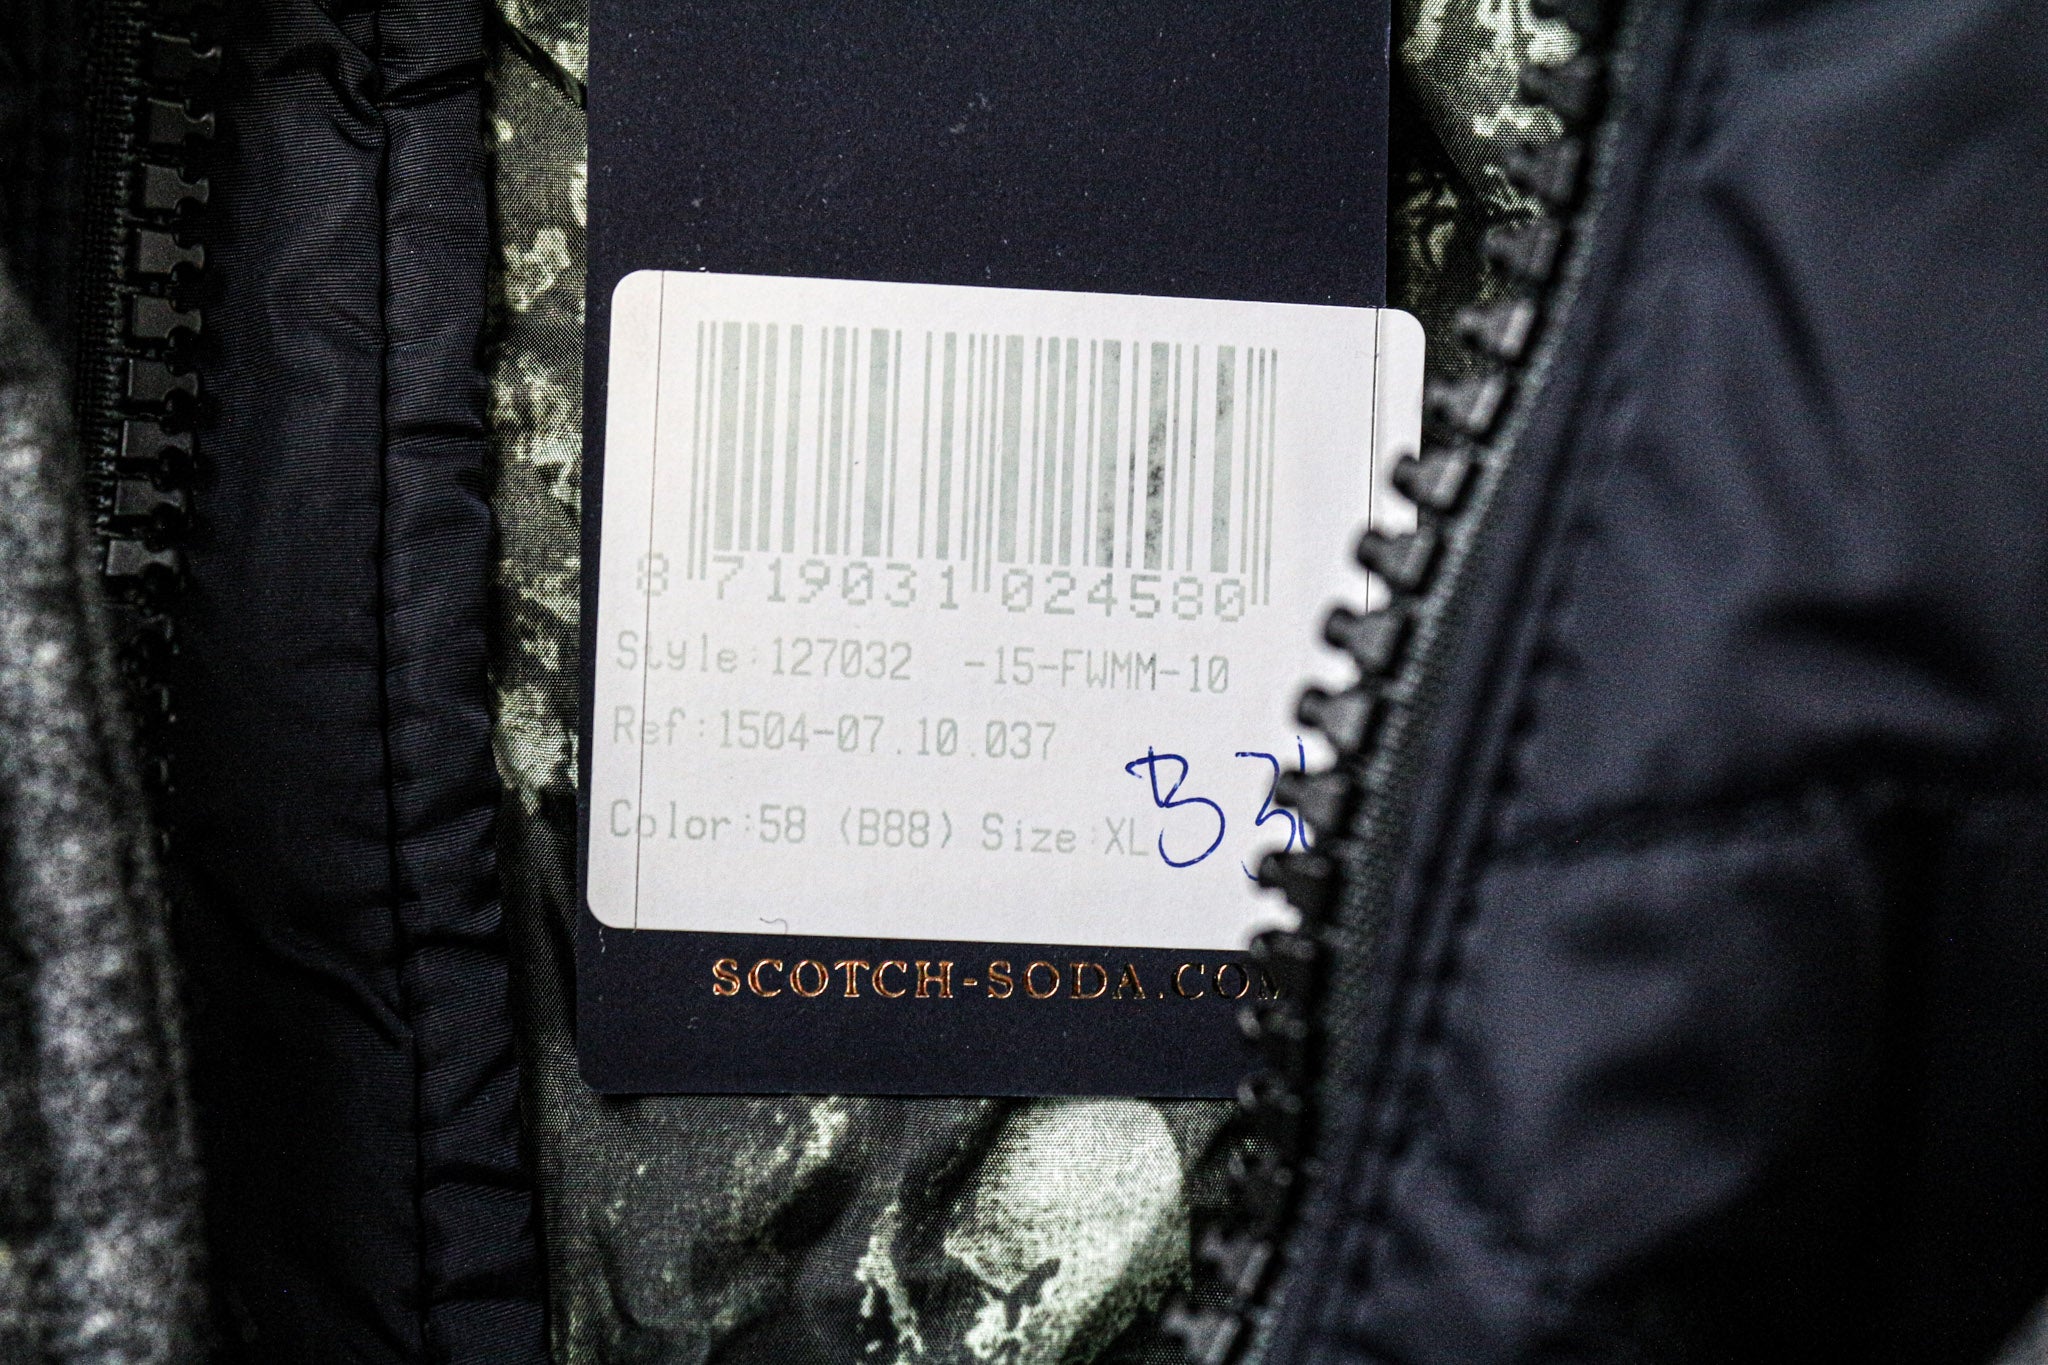 8 719031 024580
Style:127032 -15-FWMM-10
Ref:1504-07.10.037
Color:58 (B88) Size:XL
SCOTCH-SODA.COM